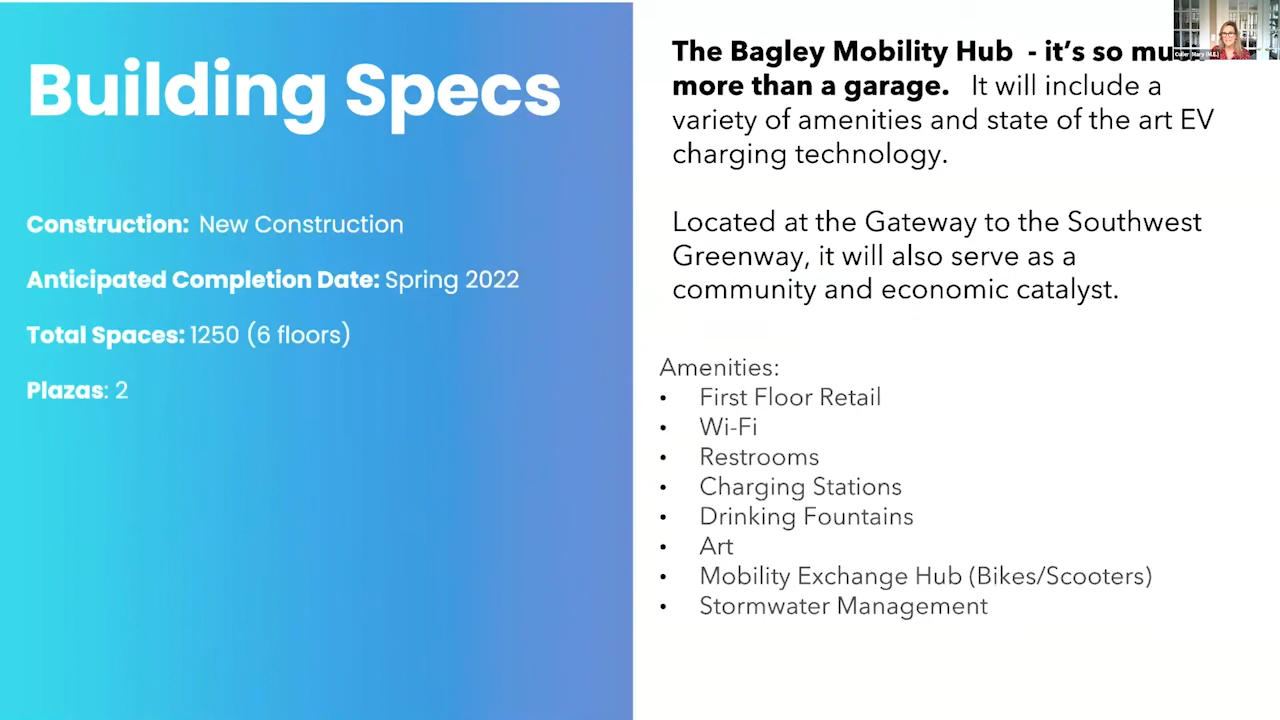 Building Specs
Construction: New Construction
Anticipated Completion Date: Spring 2022
Total Spaces: 1250 (6 floors)
Plazas: 2
The Bagley Mobility Hub - it's so mu
more than a garage. It will include a
variety of amenities and state of the art EV
charging technology.
Located at the Gateway to the Southwest
Greenway, it will also serve as a
community and economic catalyst.
Amenities:
• First Floor Retail
• Wi-Fi
• Restrooms
• Charging Stations
• Drinking Fountains
• Art
• Mobility Exchange Hub (Bikes/Scooters)
• Stormwater Management
Culler, Mary (M.E.)